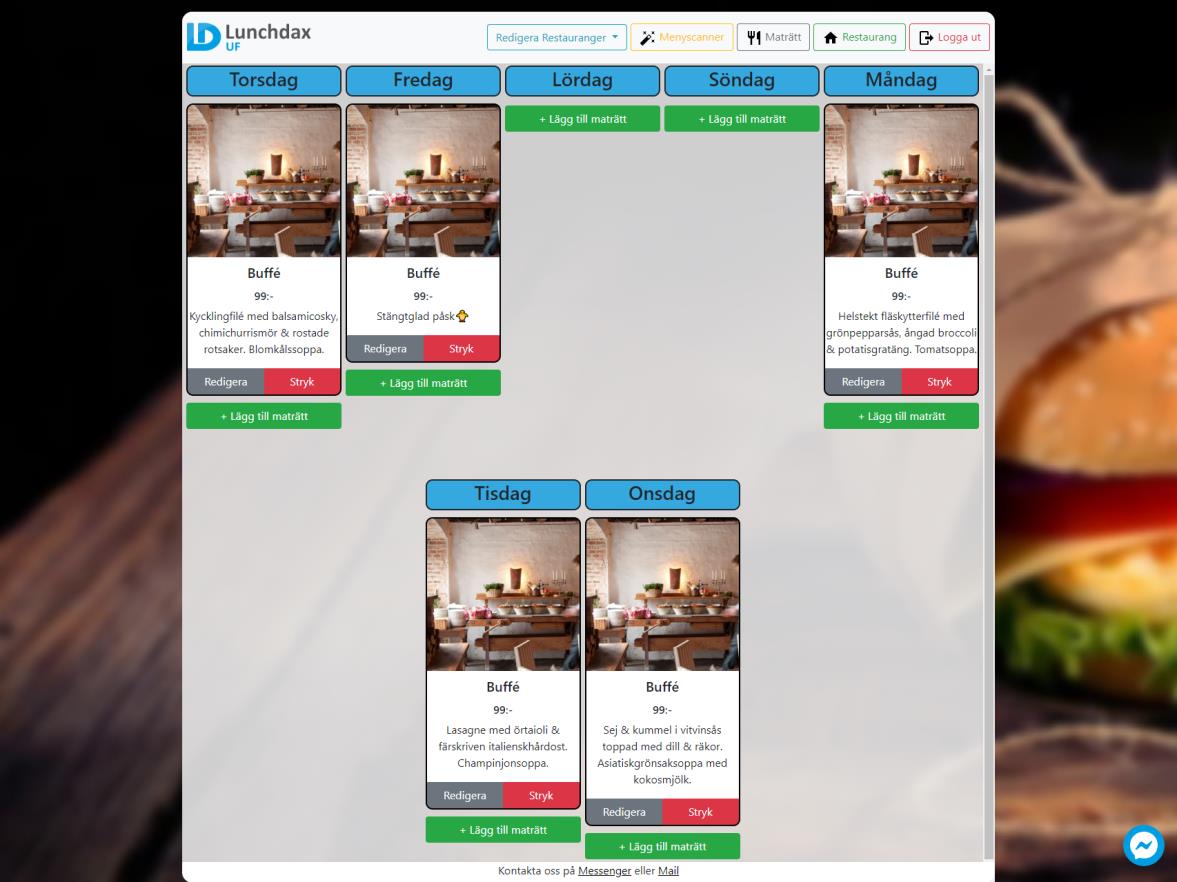 Lunchdax
UF
Redigera Restauranger
Menyscanner
Maträtt
Restaurang
Logga ut
Torsdag
Fredag
Lördag
Söndag
Måndag
Buffé
99:-
Kycklingfilé med balsamicosky,
chimichurrismör & rostade
rotsaker. Blomkålssoppa.
Redigera
Stryk
+ Lägg till maträtt
Buffé
99:-
Stängtglad påsk🐥
Redigera
Stryk
+ Lägg till maträtt
+ Lägg till maträtt
+ Lägg till maträtt
Buffé
99:-
Helstekt fläskytterfilé med
grönpepparsås, ångad broccoli
& potatisgratäng. Tomatsoppa.
Redigera
Stryk
+ Lägg till maträtt
Tisdag
Onsdag
Buffé
99:-
Lasagne med örtaioli &
färskriven italienskhårdost.
Champinjonsoppa.
Redigera
Stryk
+ Lägg till maträtt
Buffé
99:-
Sej & kummel i vitvinsås
toppad med dill & räkor.
Asiatiskgrönsaksoppa med
kokosmjölk.
Redigera
Stryk
+ Lägg till maträtt
Kontakta oss på Messenger eller Mail